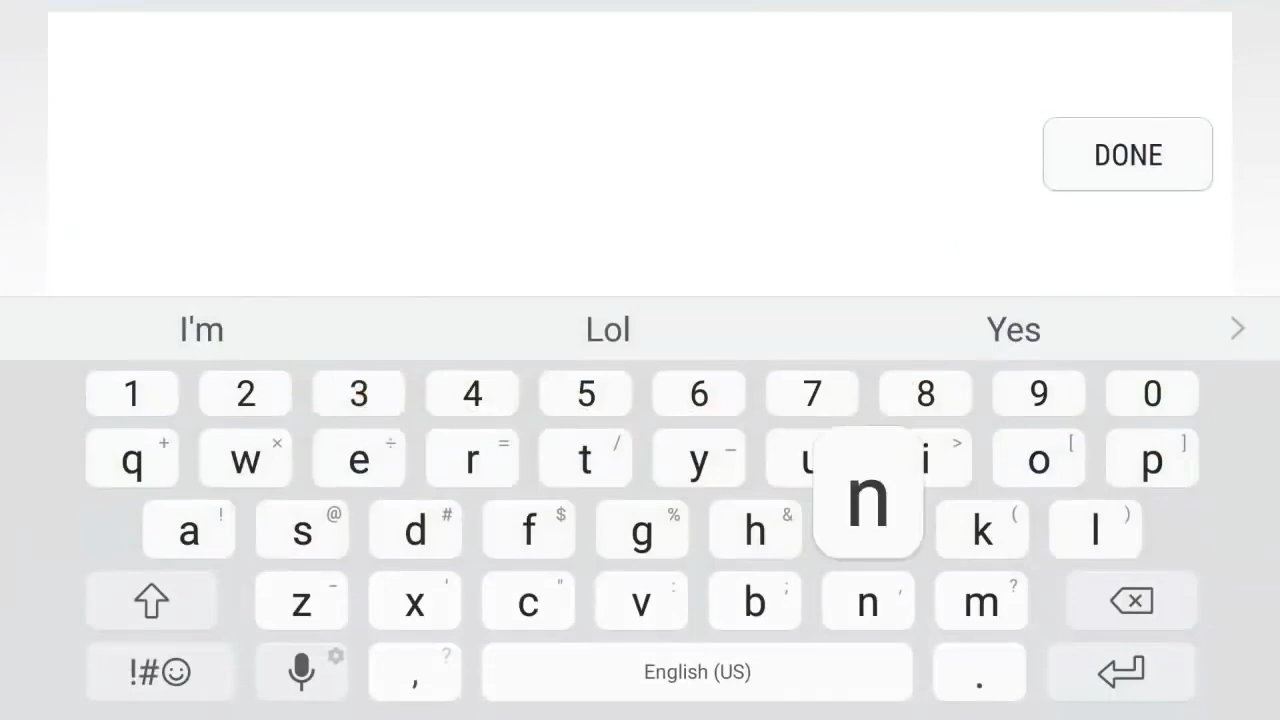 DONE
I'm Lol Yes >
1 2 3 4 5 6 7 8 9 0
q + w × e ÷ r = t / y _ u i > o [ p ]
n
a ! s @ d # f $ g % h & k ( l )
z - x ' c " v : b ; n , m ?
!#☺ , ? English (US) .